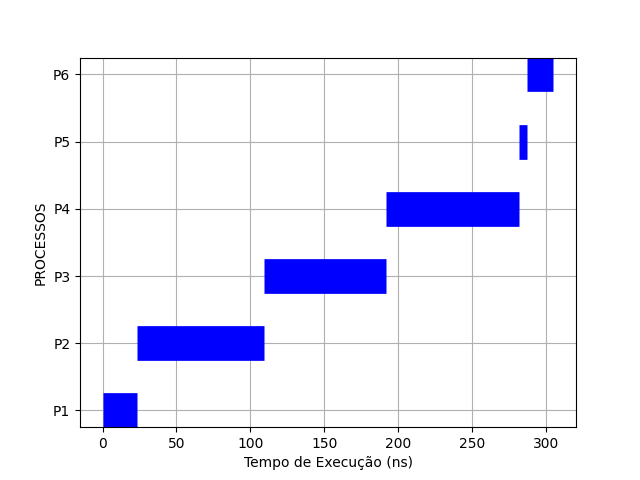 P6
P5
P4
P3
P2
P1
PROCESSOS
0 50 100 150 200 250 300
Tempo de Execução (ns)